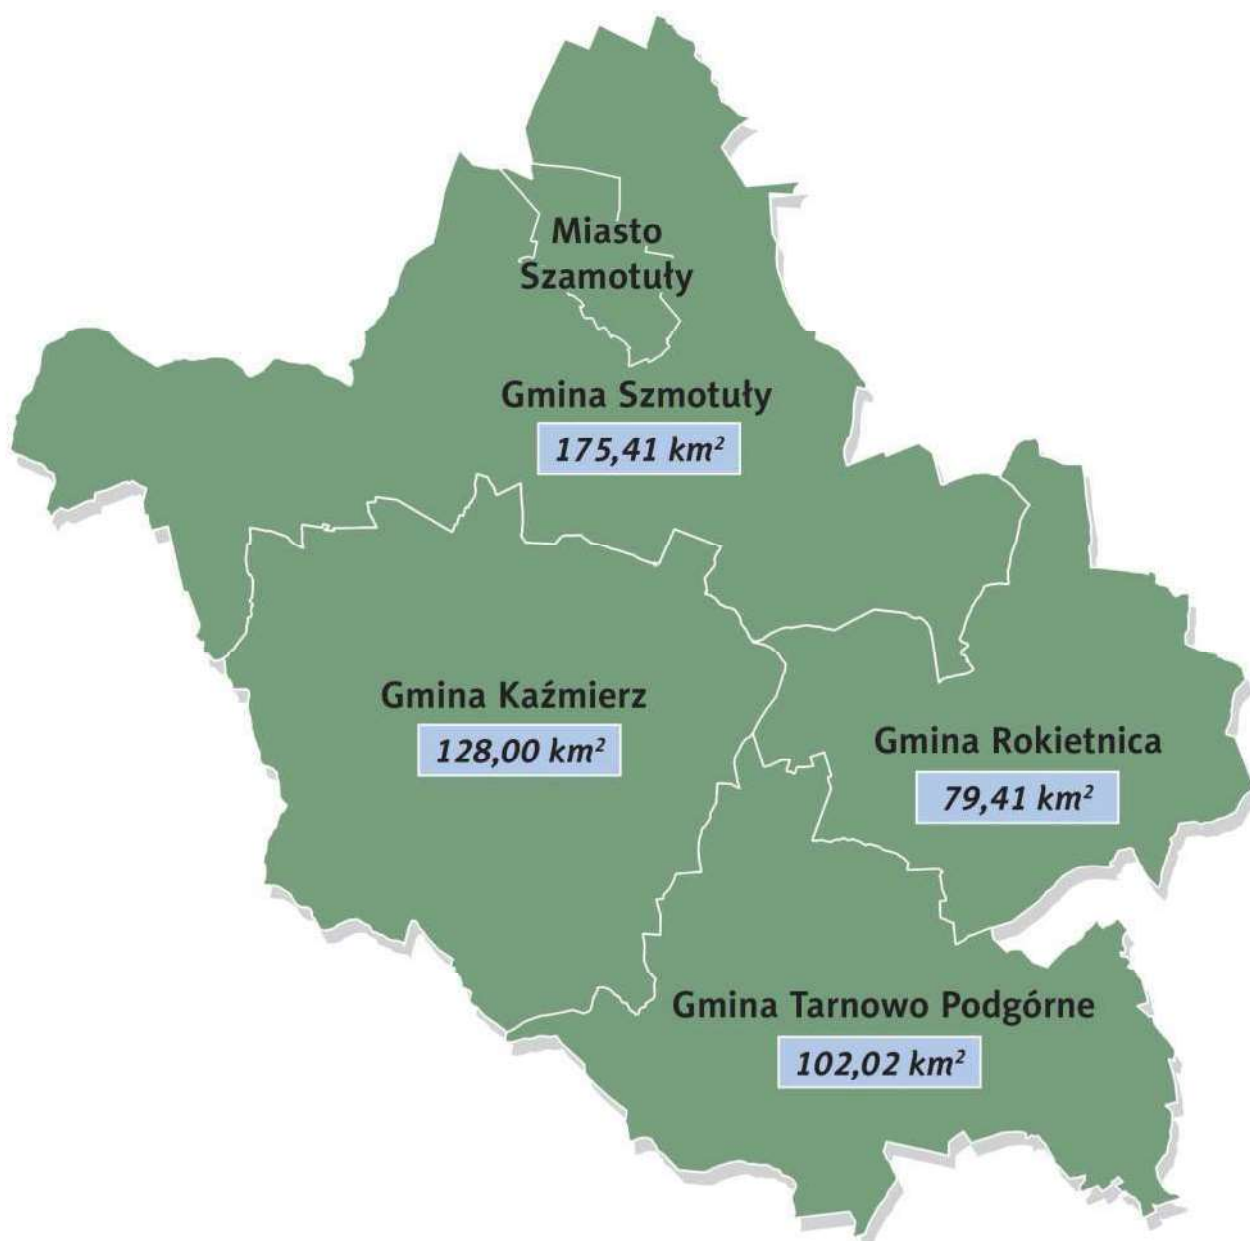 Miasto
Szamotuły
Gmina Szmotuły
175,41 km²
Gmina Kaźmierz
128,00 km²
Gmina Rokietnica
79,41 km²
Gmina Tarnowo Podgórne
102,02 km²